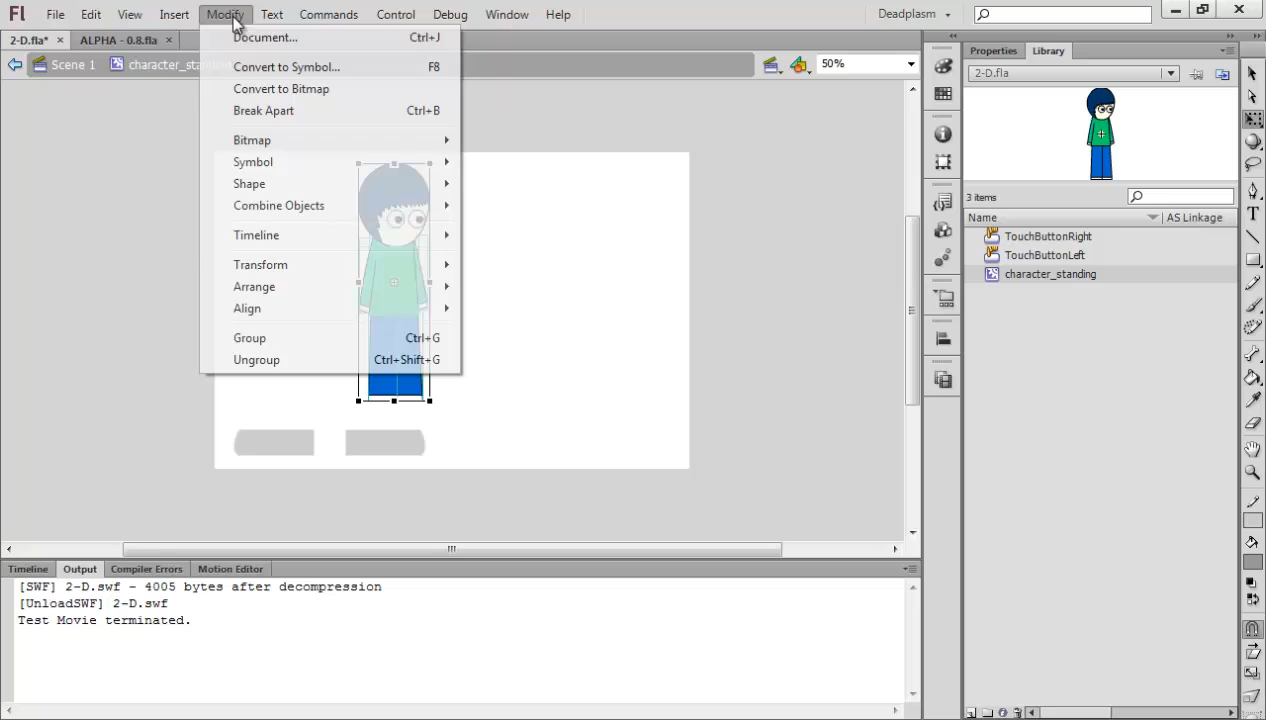 Fl File Edit View Insert Modify Text Commands Control Debug Window Help Deadplasm
2-D.fla* × ALPHA - 0.8.fla × Properties Library
Scene 1 character_stan 50%
2-D.fla
Document... Ctrl+J
Convert to Symbol... F8
Convert to Bitmap
Break Apart Ctrl+B
Bitmap
Symbol
Shape
Combine Objects
Timeline
Transform
Arrange
Align
Group Ctrl+G
Ungroup Ctrl+Shift+G
3 items
Name AS Linkage
TouchButtonRight
TouchButtonLeft
character_standing
Timeline Output Compiler Errors Motion Editor
[SWF] 2-D.swf - 4005 bytes after decompression
[UnloadSWF] 2-D.swf
Test Movie terminated.